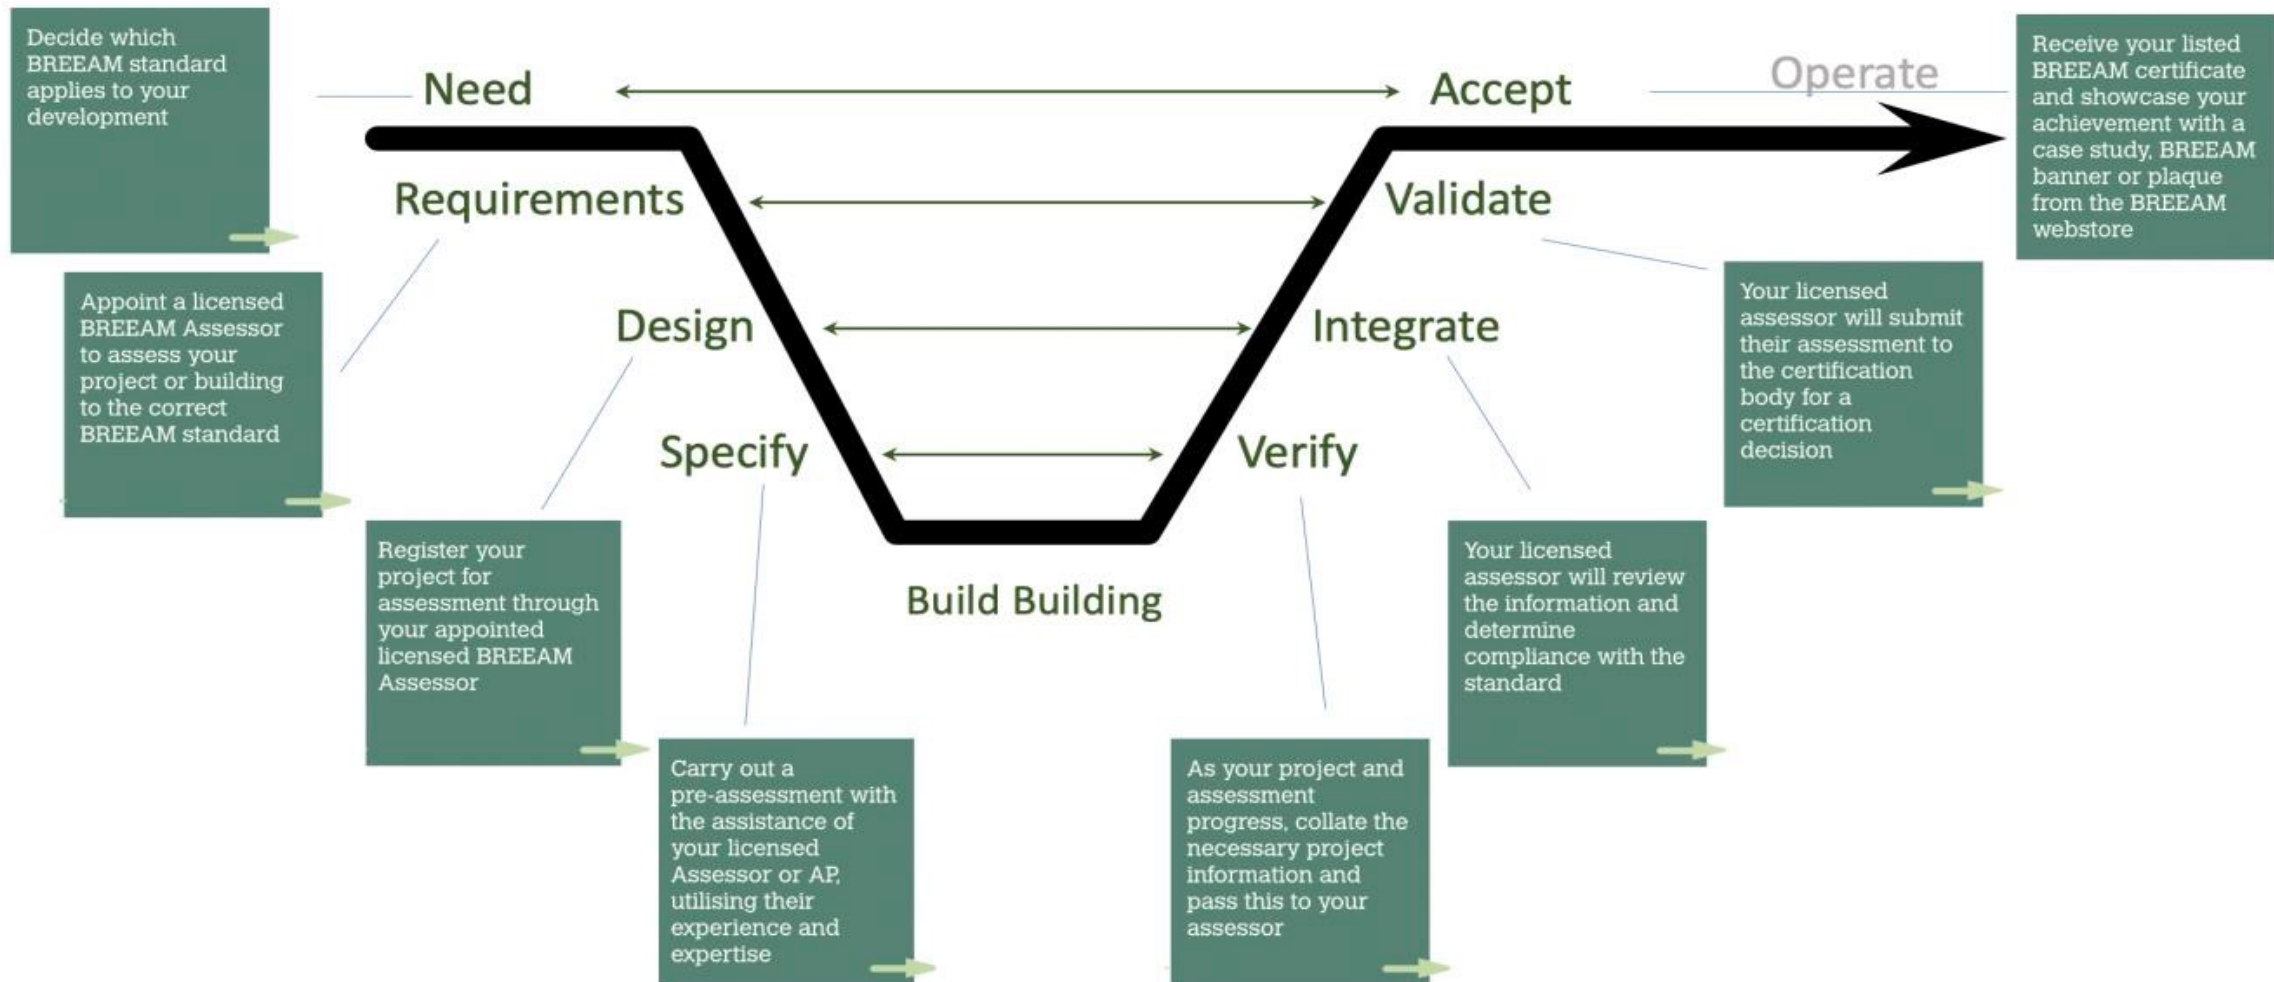 Decide which
BREEAM standard
applies to your
development
Need
Accept
Operate
Receive your listed
BREEAM certificate
and showcase your
achievement with a
case study, BREEAM
banner or plaque
from the BREEAM
webstore
Requirements
Validate
Appoint a licensed
BREEAM Assessor
to assess your
project or building
to the correct
BREEAM standard
Design
Integrate
Your licensed
assessor will submit
their assessment to
the certification
body for a
certification
decision
Specify
Verify
Register your
project for
assessment through
your appointed
licensed BREEAM
Assessor
Build Building
Your licensed
assessor will review
the information and
determine
compliance with the
standard
Carry out a
pre-assessment with
the assistance of
your licensed
Assessor or AP,
utilising their
experience and
expertise
As your project and
assessment
progress, collate the
necessary project
information and
pass this to your
assessor